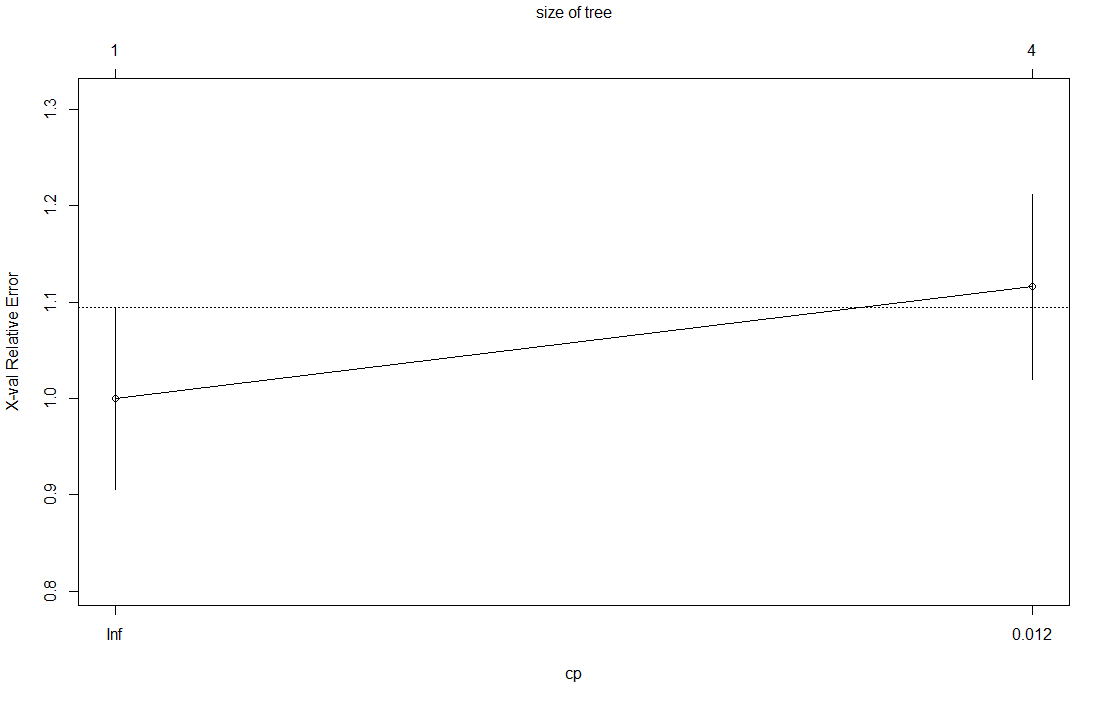 size of tree
1 4
1.3
1.2
1.1
1.0
0.9
0.8
X-val Relative Error
Inf 0.012
cp